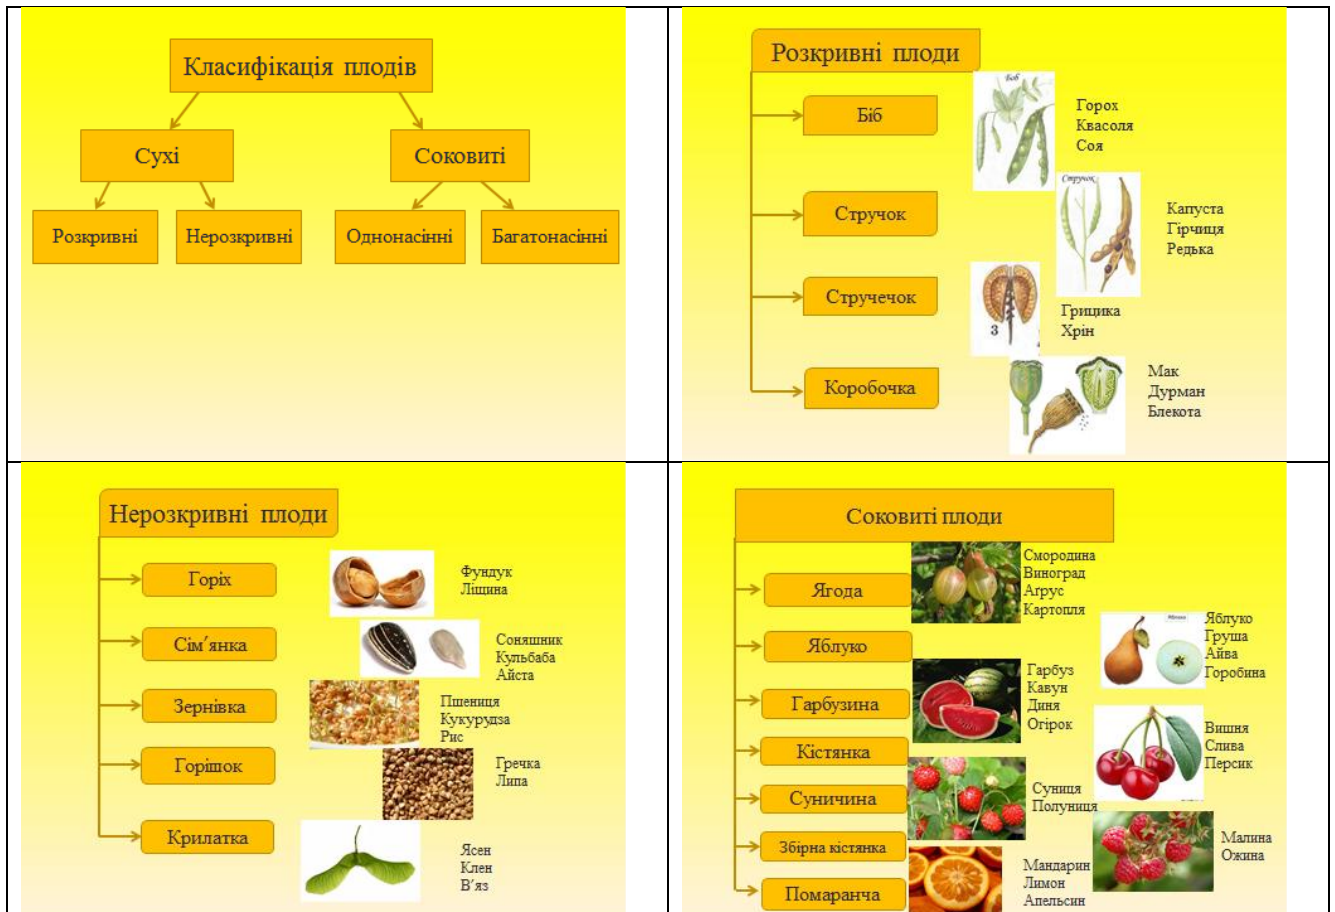 Класифікація плодів
Сухі
Соковиті
Розкривні
Нерозкривні
Однонасінні
Багатонасінні
Розкривні плоди
Біб
Боб
Горох
Квасоля
Соя
Стручок
Стручок
Капуста
Гірчиця
Редька
Стручечок
3
Грицика
Хрін
Коробочка
Мак
Дурман
Блекота
Нерозкривні плоди
Горіх
Фундук
Ліщина
Сім′янка
Соняшник
Кульбаба
Айста
Зернівка
Пшениця
Кукурудза
Рис
Горішок
Гречка
Липа
Крилатка
Ясен
Клен
В′яз
Соковиті плоди
Ягода
Смородина
Виноград
Агрус
Картопля
Яблуко
Яблуко
Яблуко
Груша
Айва
Горобина
Гарбузина
Гарбуз
Кавун
Диня
Огірок
Кістянка
Вишня
Слива
Персик
Суничина
Суниця
Полуниця
Збірна кістянка
Малина
Ожина
Помаранча
Мандарин
Лимон
Апельсин